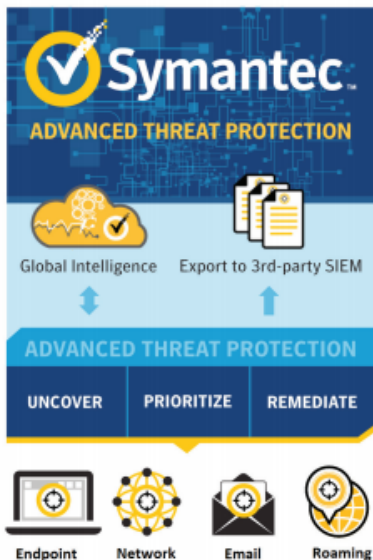 Symantec™
ADVANCED THREAT PROTECTION
Global Intelligence Export to 3rd-party SIEM
ADVANCED THREAT PROTECTION
UNCOVER PRIORITIZE REMEDIATE
Endpoint Network Email Roaming